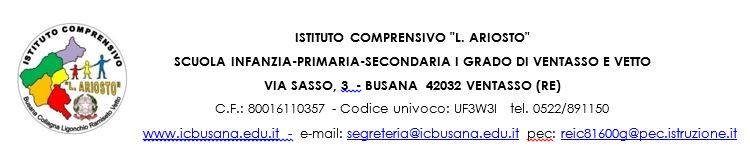 ISTITUTO COMPRENSIVO
"L. ARIOSTO"
Busana Collagna Ligonchio Ramiseto Vetto
ISTITUTO COMPRENSIVO "L. ARIOSTO"
SCUOLA INFANZIA-PRIMARIA-SECONDARIA I GRADO DI VENTASSO E VETTO
VIA SASSO, 3 - BUSANA 42032 VENTASSO (RE)
C.F.: 80016110357 - Codice univoco: UF3W3I tel. 0522/891150
www.icbusana.edu.it - e-mail: segreteria@icbusana.edu.it pec: reic81600g@pec.istruzione.it